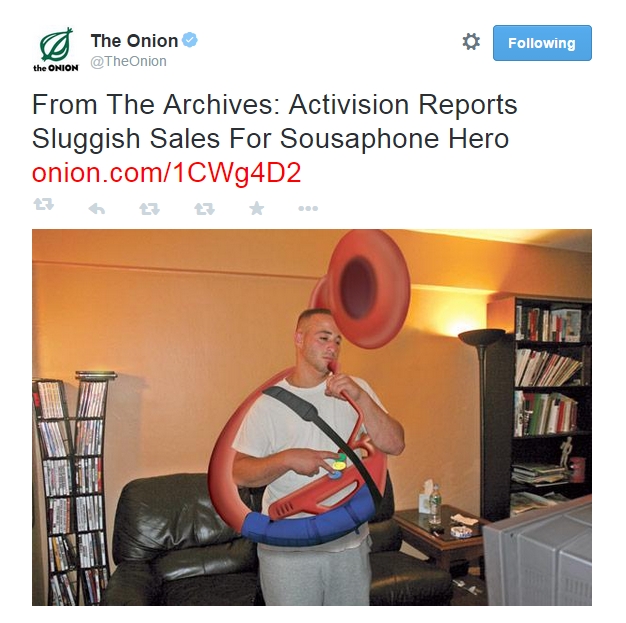 The Onion
@TheOnion
the ONION
Following
From The Archives: Activision Reports
Sluggish Sales For Sousaphone Hero
onion.com/1CWg4D2